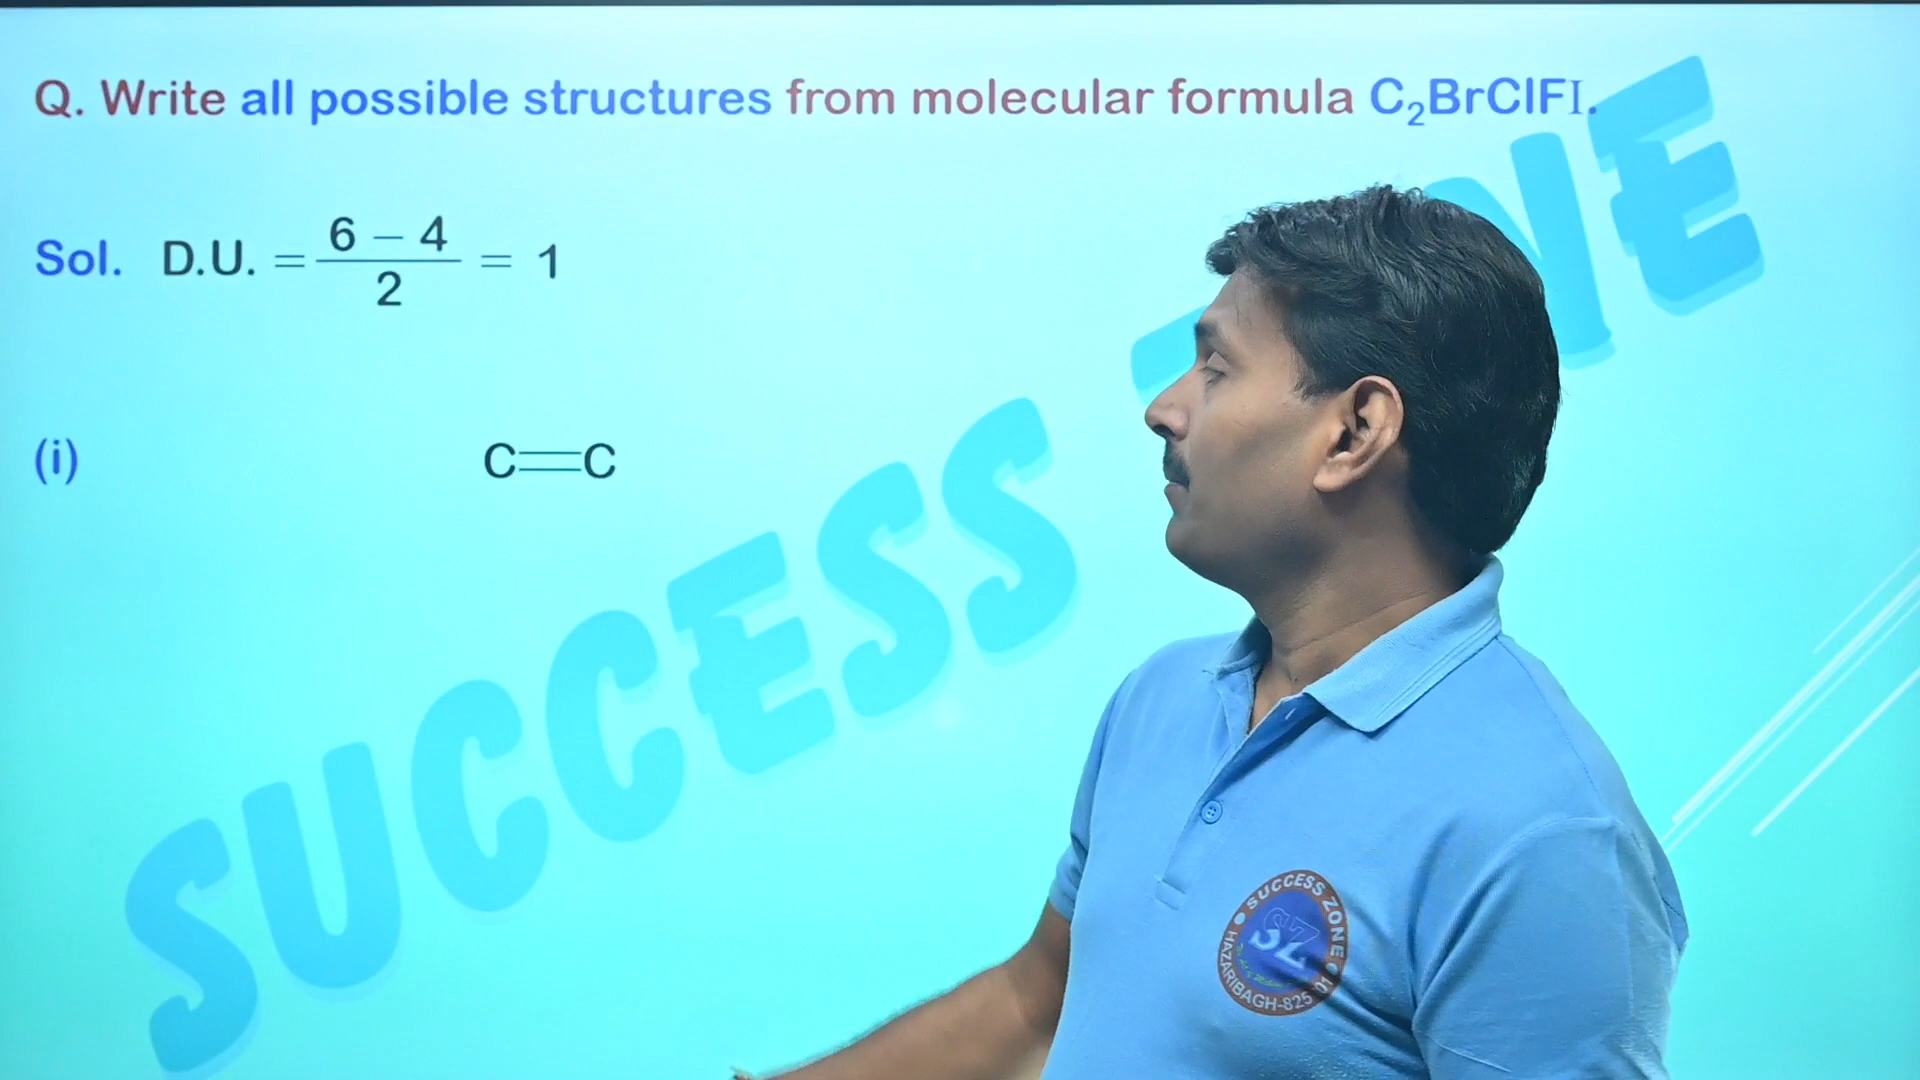 Q. Write all possible structures from molecular formula C₂BrClFI.
Sol. D.U. = 6 – 4 / 2 = 1
(i) C=C
SUCCESS ZONE
SUCCESS ZONE
SZ
HAZARIBAGH-825